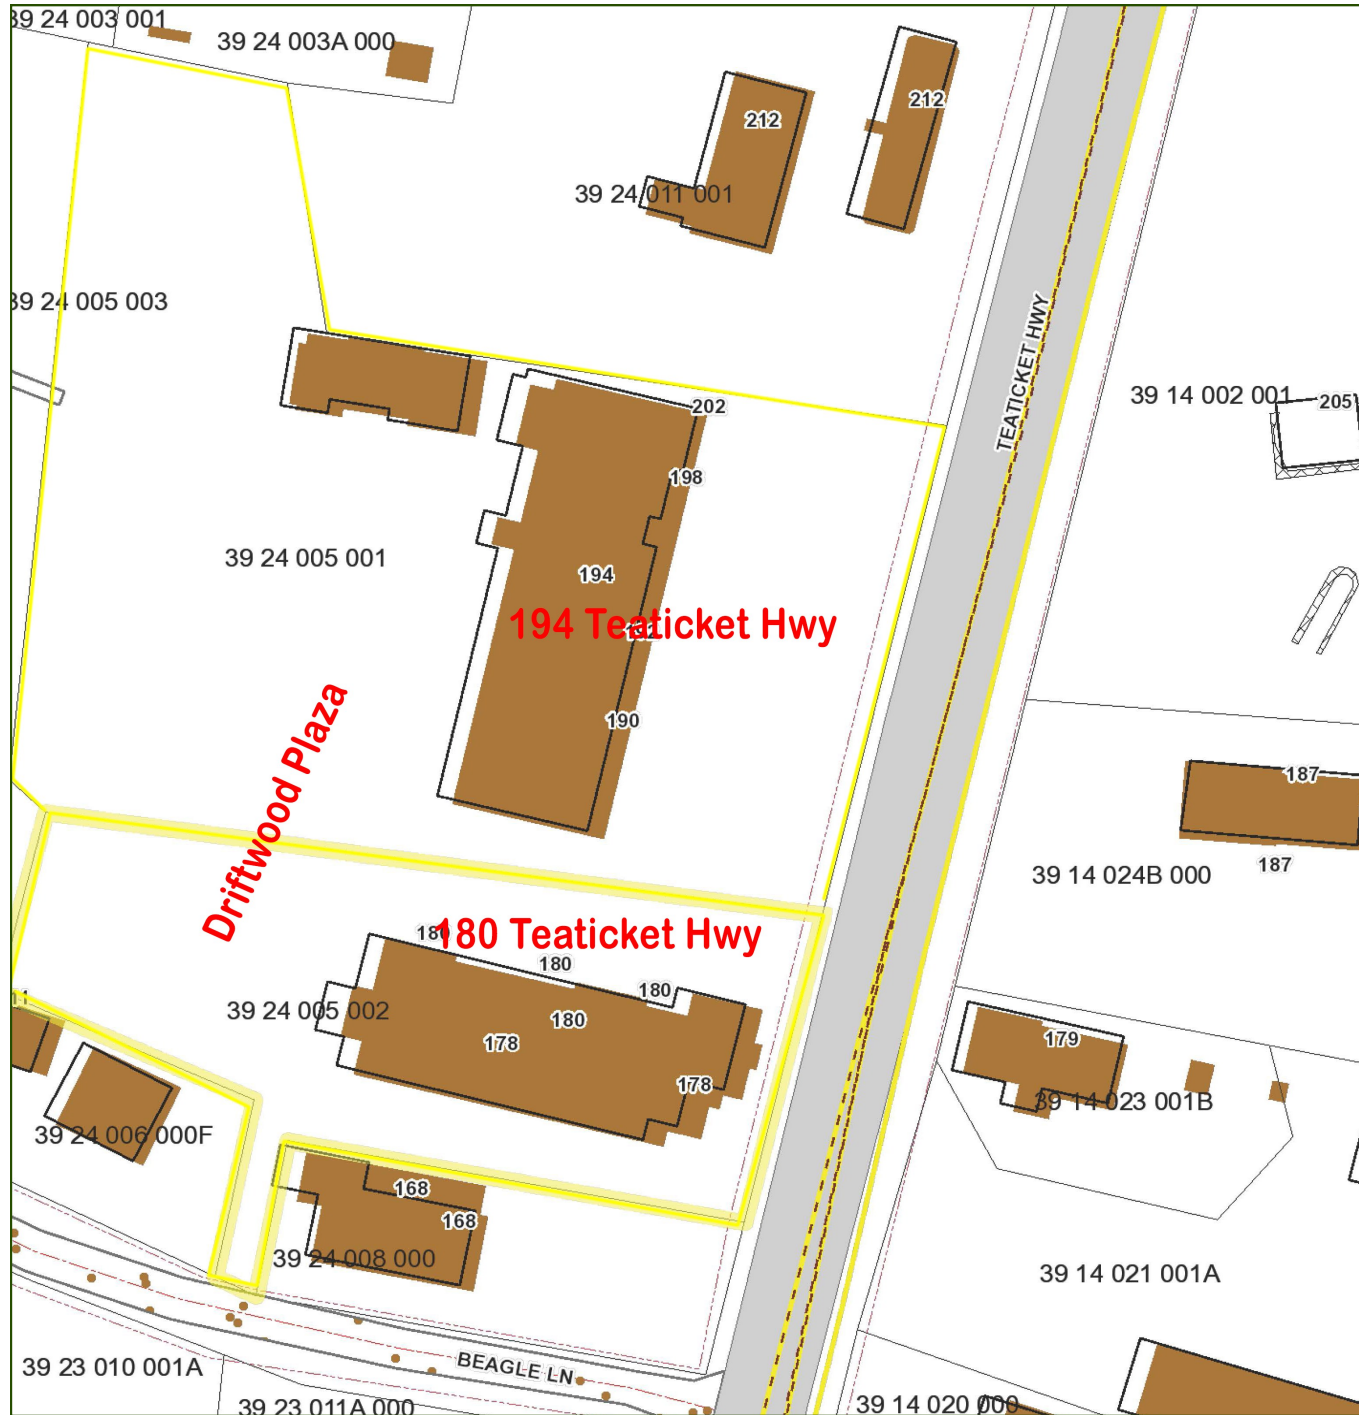 39 24 003 001
39 24 003A 000
212
212
39 24 011 001
39 24 005 003
TEATICKET HWY
39 14 002 001
205
202
198
39 24 005 001
194
194 Teaticket Hwy
190
Driftwood Plaza
187
187
39 14 024B 000
180 Teaticket Hwy
180
180
180
180
39 24 005 002
178
178
179
39 14 023 001B
39 24 006 000F
168
168
39 24 008 000
39 14 021 001A
BEAGLE LN
39 23 010 001A
39 23 011A 000
39 14 020 000